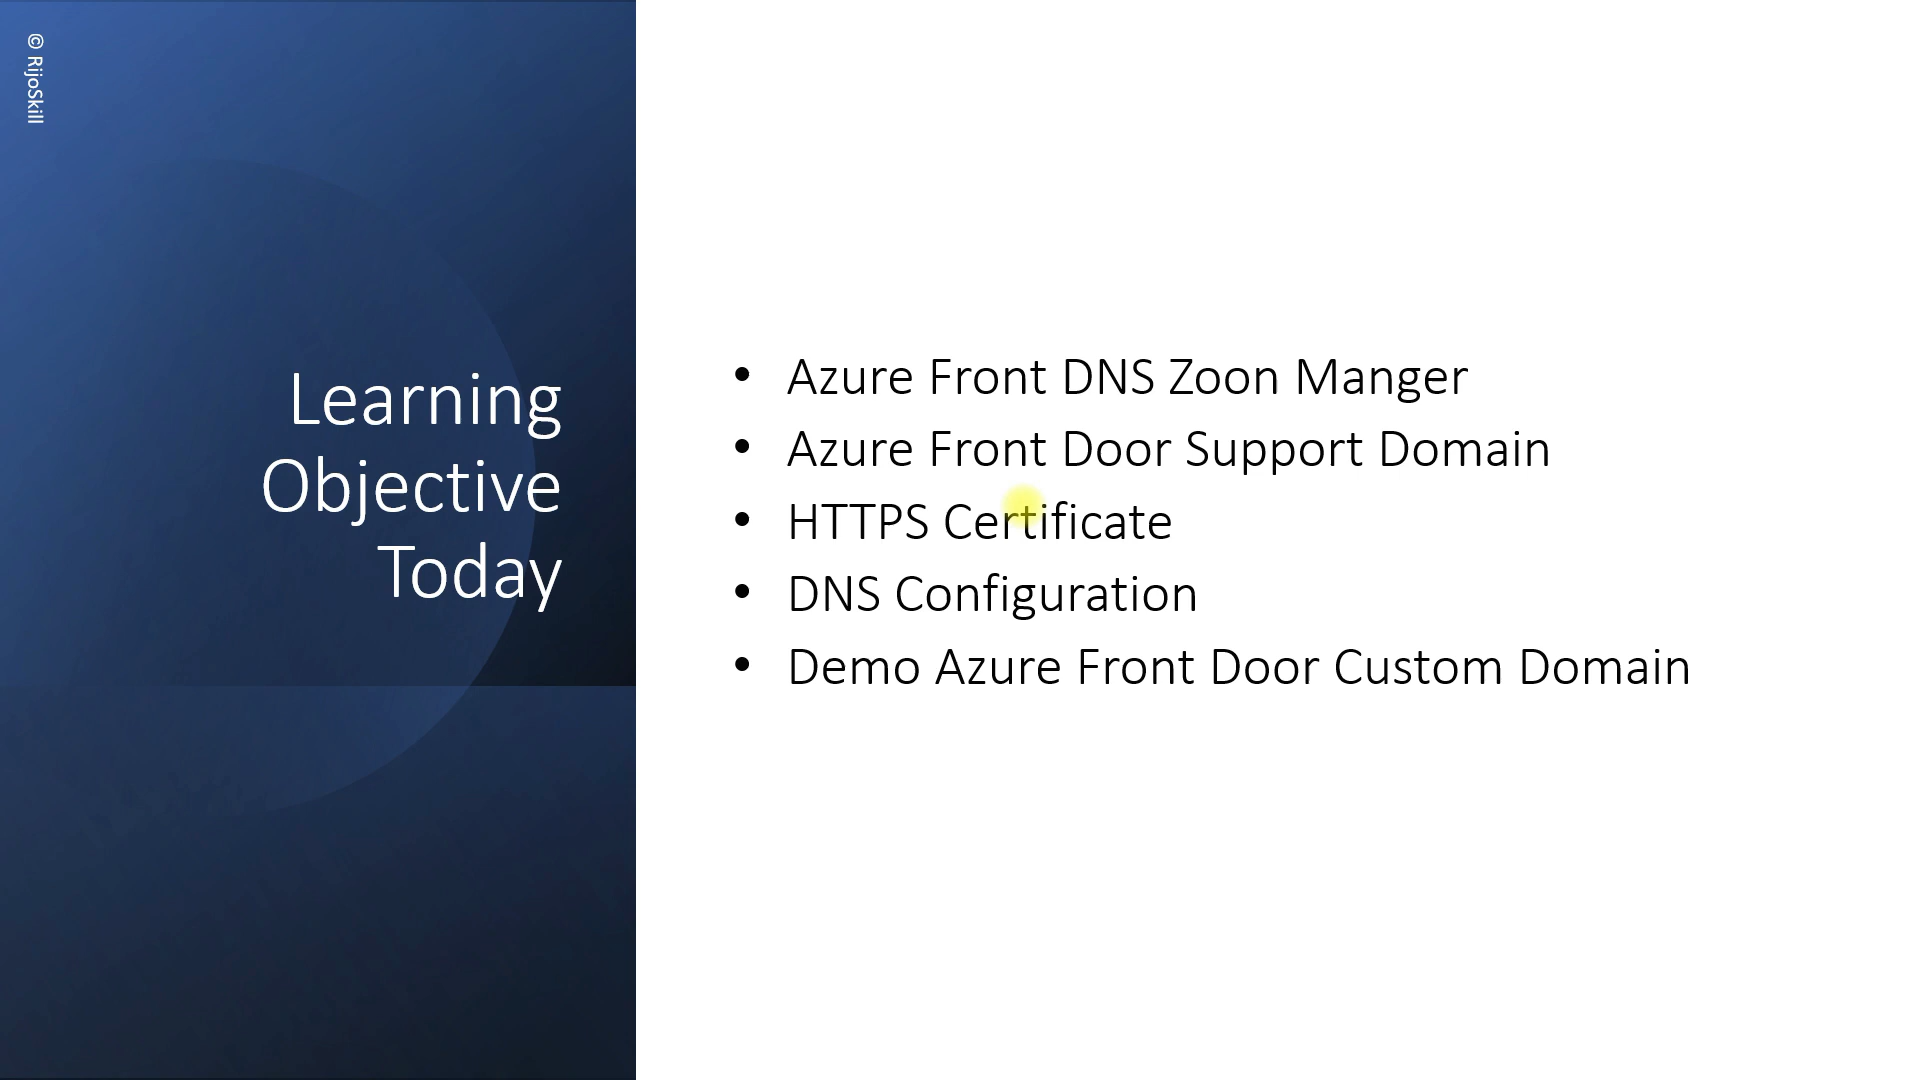 © RijoSkill
Learning
Objective
Today
• Azure Front DNS Zoon Manger
• Azure Front Door Support Domain
• HTTPS Certificate
• DNS Configuration
• Demo Azure Front Door Custom Domain